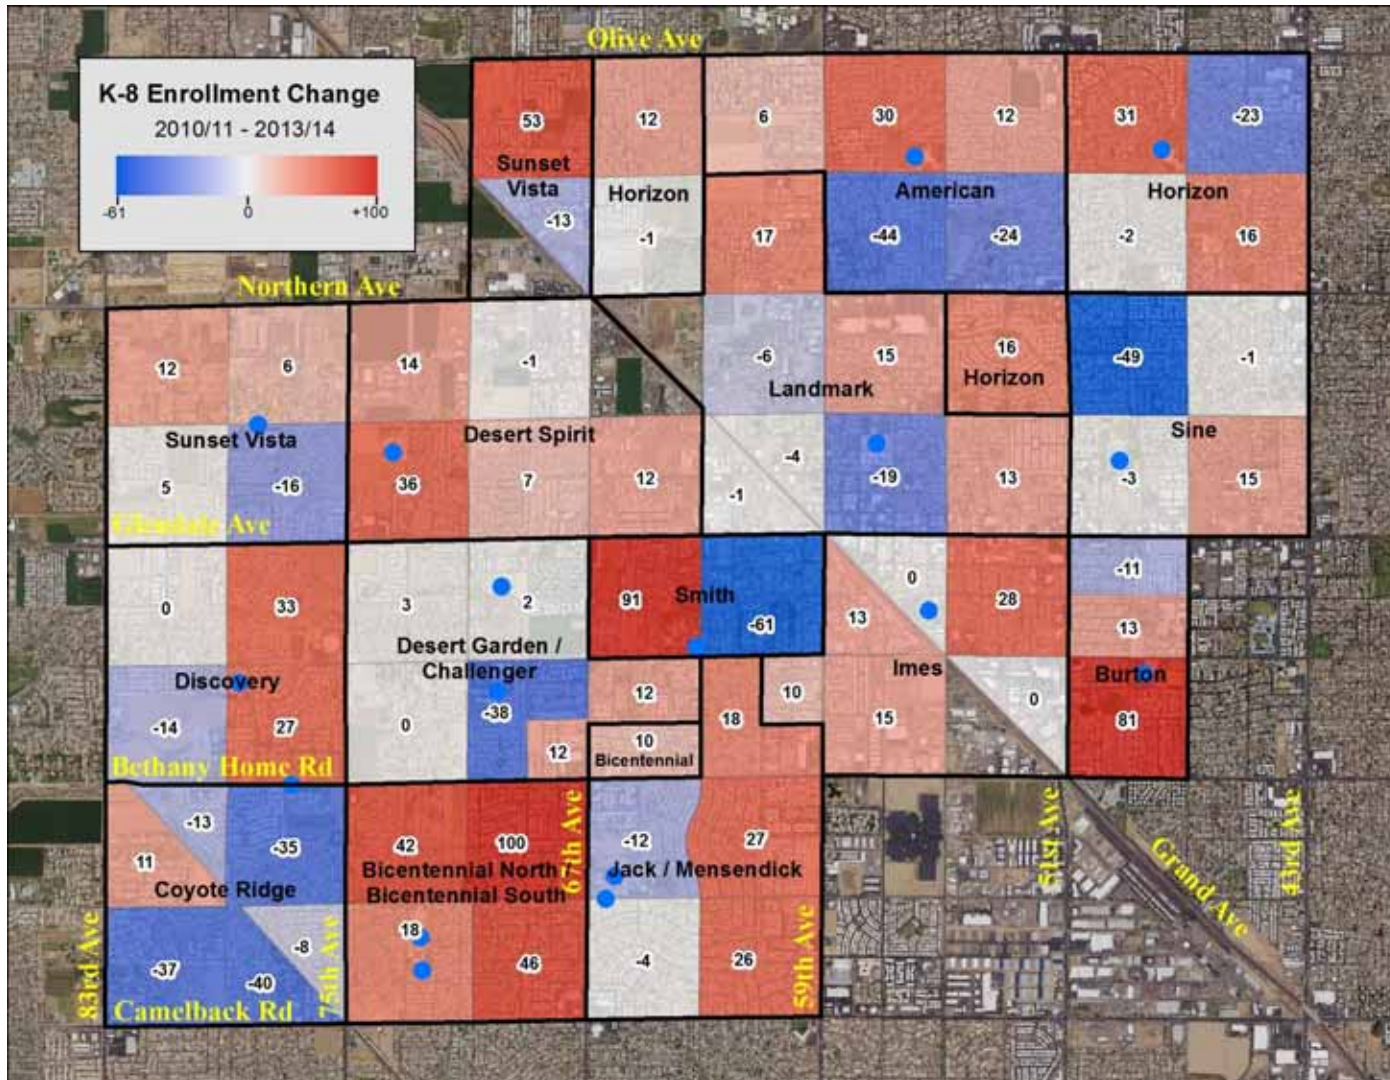 Olive Ave
K-8 Enrollment Change
2010/11 - 2013/14
-61 0 +100
53 12 6 30 12 31 -23
Sunset
Vista
Horizon
American
Horizon
-13 -1 17 -44 -24 -2 16
Northern Ave
12 6 14 -1 -6 15 16 -49 -1
Landmark
Horizon
Sunset Vista
Desert Spirit
Sine
5 -16 36 7 12 -1 -4 -19 13 -3 15
Glendale Ave
0 33 3 2 91 -61 13 0 28 -11
Smith
13
Desert Garden /
Challenger
Discovery
Imes
Burton
-14 27 0 -38 12 18 10 15 0 81
12 10
Bicentennial
Bethany Home Rd
-13 -35 42 100 -12 27
11
Bicentennial North /
Bicentennial South
Jack / Mensendick
Coyote Ridge
67th Ave
51st Ave
Grand Ave
43rd Ave
18
-37 -40 -8 46 -4 26
83rd Ave
75th Ave
59th Ave
Camelback Rd